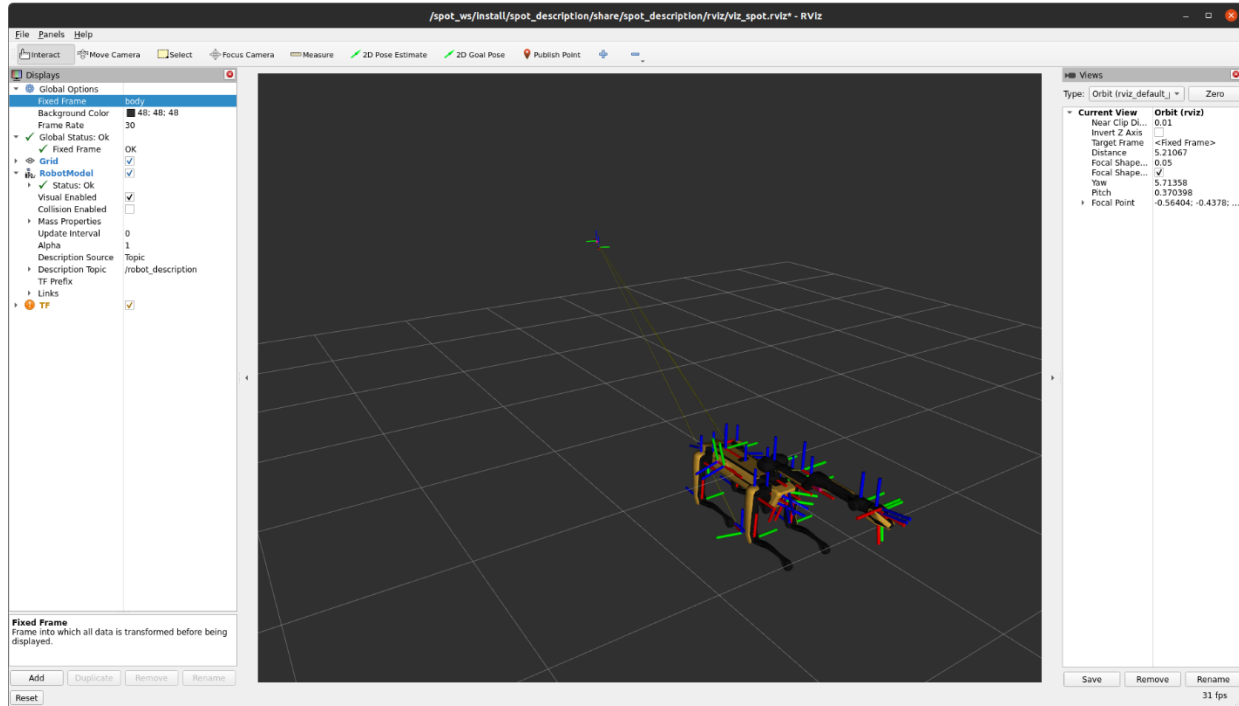 /spot_ws/install/spot_description/share/spot_description/rviz/viz_spot.rviz* - RViz
File Panels Help
Interact Move Camera Select Focus Camera Measure 2D Pose Estimate 2D Goal Pose Publish Point
Displays
Global Options
Fixed Frame body
Background Color 48; 48; 48
Frame Rate 30
Global Status: Ok
Fixed Frame OK
Grid
RobotModel
Status: Ok
Visual Enabled
Collision Enabled
Mass Properties
Update Interval 0
Alpha 1
Description Source Topic
Description Topic /robot_description
TF Prefix
Links
TF
Fixed Frame
Frame into which all data is transformed before being
displayed.
Add Duplicate Remove Rename
Reset
Views
Type: Orbit (rviz_default_ Zero
Current View Orbit (rviz)
Near Clip Di... 0.01
Invert Z Axis
Target Frame <Fixed Frame>
Distance 5.21067
Focal Shape... 0.05
Focal Shape...
Yaw 5.71358
Pitch 0.370398
Focal Point -0.56404; -0.4378; ...
Save Remove Rename
31 fps